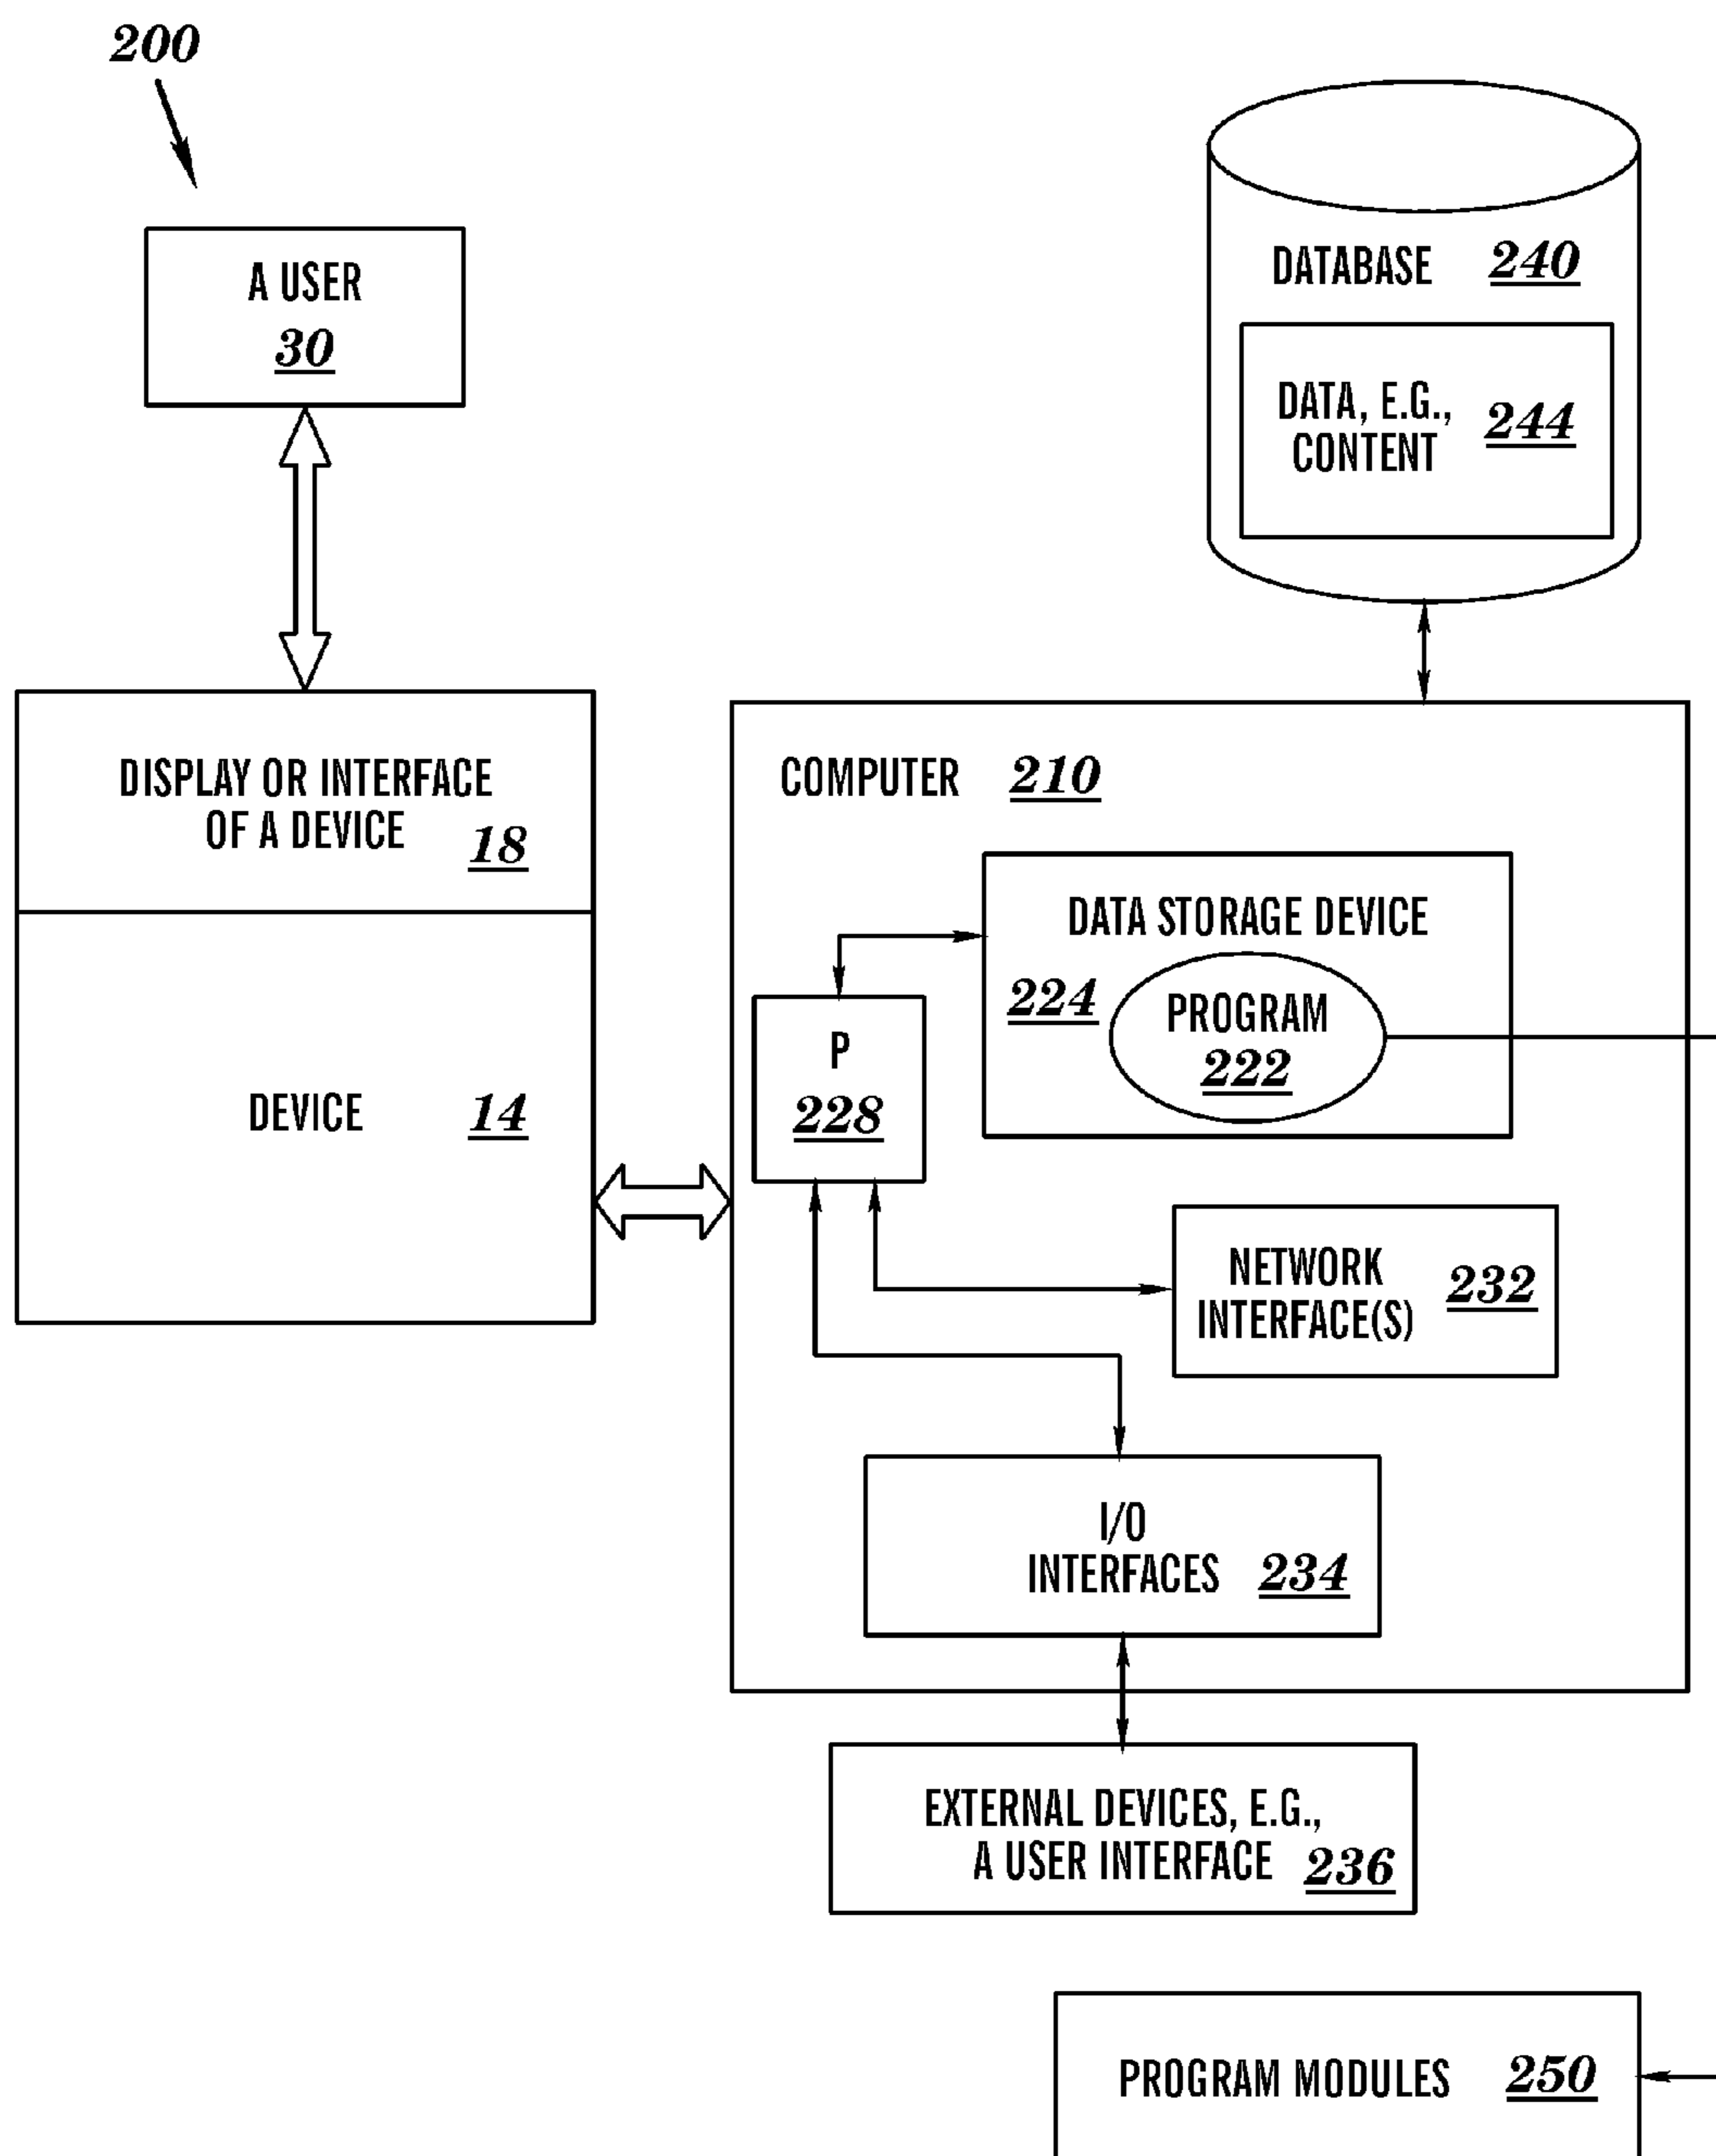 200
A USER
30
DATABASE 240
DATA, E.G.,
CONTENT 244
DISPLAY OR INTERFACE
OF A DEVICE 18
DEVICE 14
COMPUTER 210
DATA STORAGE DEVICE
224
PROGRAM
222
P
228
NETWORK
INTERFACE(S) 232
I/O
INTERFACES 234
EXTERNAL DEVICES, E.G.,
A USER INTERFACE 236
PROGRAM MODULES 250